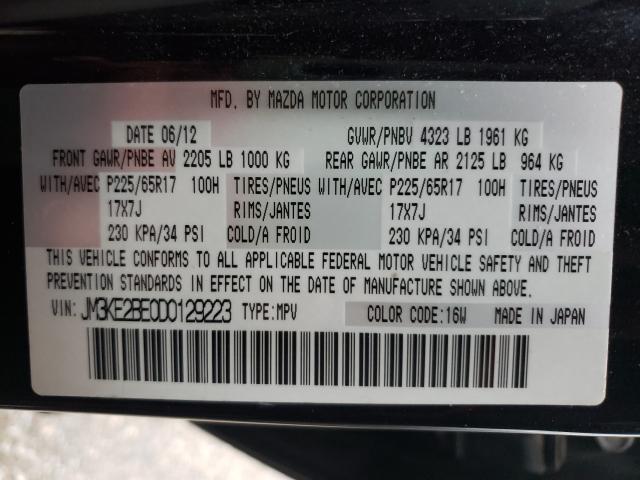 MFD. BY MAZDA MOTOR CORPORATION
DATE 06/12 GVWR/PNBV 4323 LB 1961 KG
FRONT GAWR/PNBE AV 2205 LB 1000 KG REAR GAWR/PNBE AR 2125 LB 964 KG
WITH/AVEC P225/65R17 100H TIRES/PNEUS WITH/AVEC P225/65R17 100H TIRES/PNEUS
17X7J RIMS/JANTES 17X7J RIMS/JANTES
230 KPA/34 PSI COLD/A FROID 230 KPA/34 PSI COLD/A FROID
THIS VEHICLE CONFORMS TO ALL APPLICABLE FEDERAL MOTOR VEHICLE SAFETY AND THEFT
PREVENTION STANDARDS IN EFFECT ON THE DATE OF MANUFACTURE SHOWN ABOVE.
VIN: JM3KE2BE0D0129223 TYPE:MPV COLOR CODE:16W MADE IN JAPAN